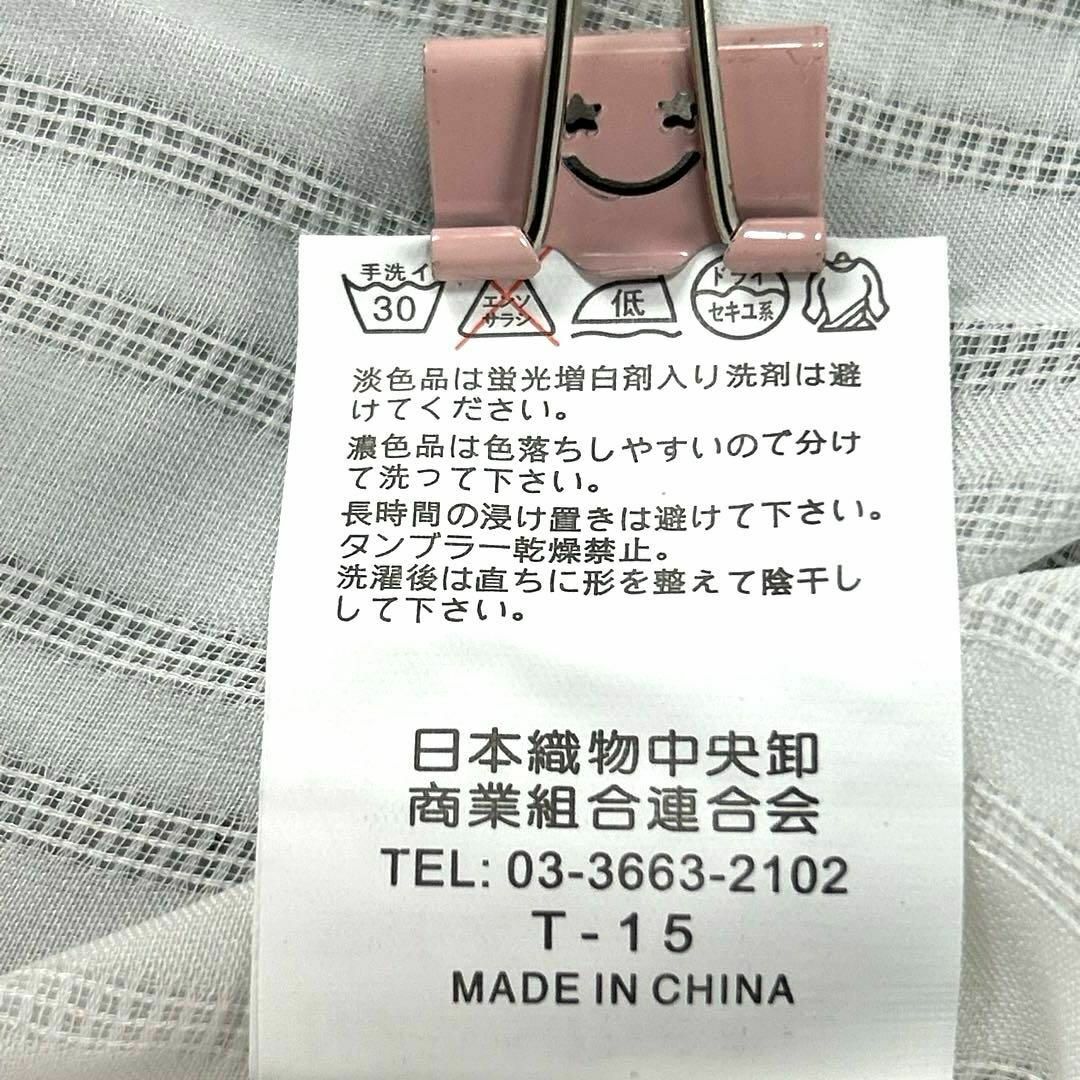 手洗イ
30
エンソ
サラシ
低
ドライ
セキユ系
淡色品は蛍光増白剤入り洗剤は避
けてください。
濃色品は色落ちしやすいので分け
て洗って下さい。
長時間の浸け置きは避けて下さい。
タンブラー乾燥禁止。
洗濯後は直ちに形を整えて陰干し
して下さい。
日本織物中央卸
商業組合連合会
TEL: 03-3663-2102
T-15
MADE IN CHINA